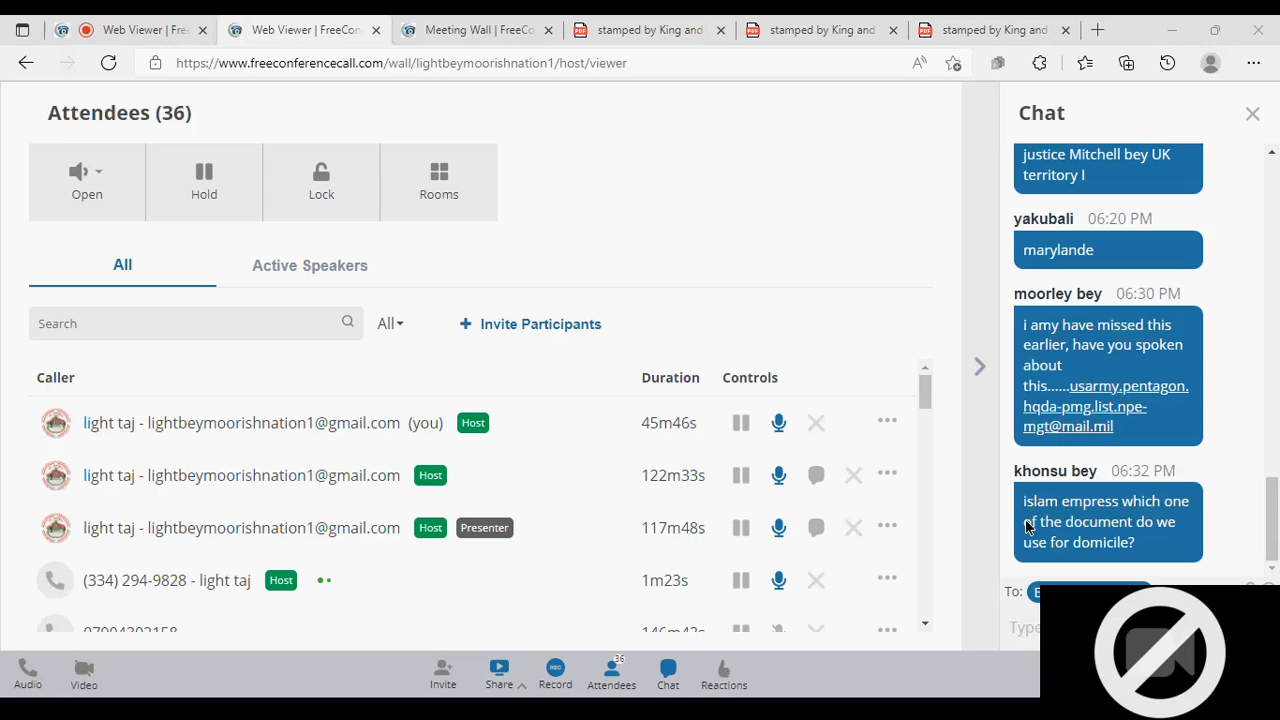 Web Viewer | Fre
Web Viewer | FreeCon
Meeting Wall | FreeCo
stamped by King and
stamped by King and
stamped by King and
https://www.freeconferencecall.com/wall/lightbeymoorishnation1/host/viewer
Attendees (36)
Open
Hold
Lock
Rooms
All
Active Speakers
Search
All
+ Invite Participants
Caller
Duration
Controls
light taj - lightbeymoorishnation1@gmail.com (you) Host 45m46s
light taj - lightbeymoorishnation1@gmail.com Host 122m33s
light taj - lightbeymoorishnation1@gmail.com Host Presenter 117m48s
(334) 294-9828 - light taj Host 1m23s
Chat
justice Mitchell bey UK
territory I
yakubali 06:20 PM
marylande
moorley bey 06:30 PM
i amy have missed this
earlier, have you spoken
about
this......usarmy.pentagon.
hqda-pmg.list.npe-
mgt@mail.mil
khonsu bey 06:32 PM
islam empress which one
of the document do we
use for domicile?
To: E
Type
Audio
Video
Invite
Share
REC
Record
36
Attendees
Chat
Reactions